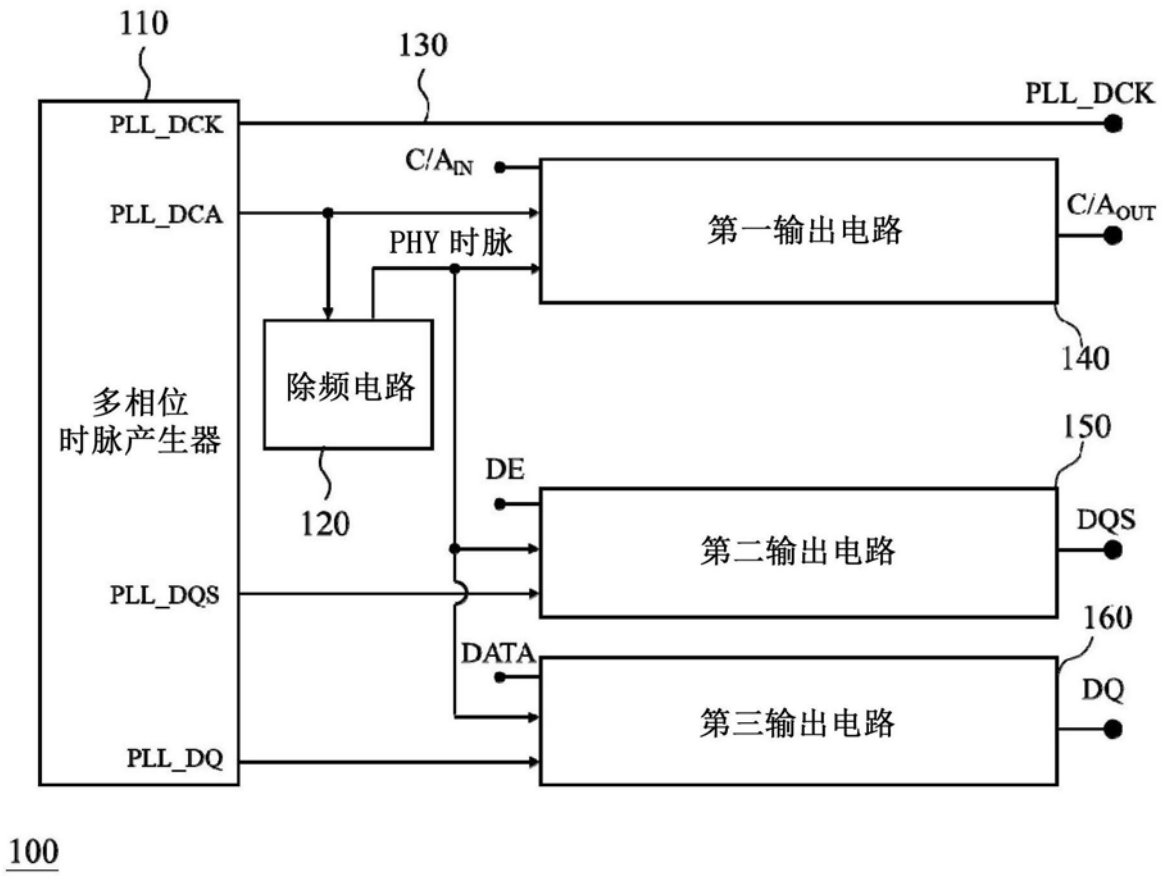 110
130
PLL_DCK
PLL_DCK
C/AIN
PLL_DCA
C/AOUT
第一输出电路
PHY 时脉
140
除频电路
多相位
时脉产生器
150
DE
120
DQS
第二输出电路
PLL_DQS
160
DATA
DQ
第三输出电路
PLL_DQ
100